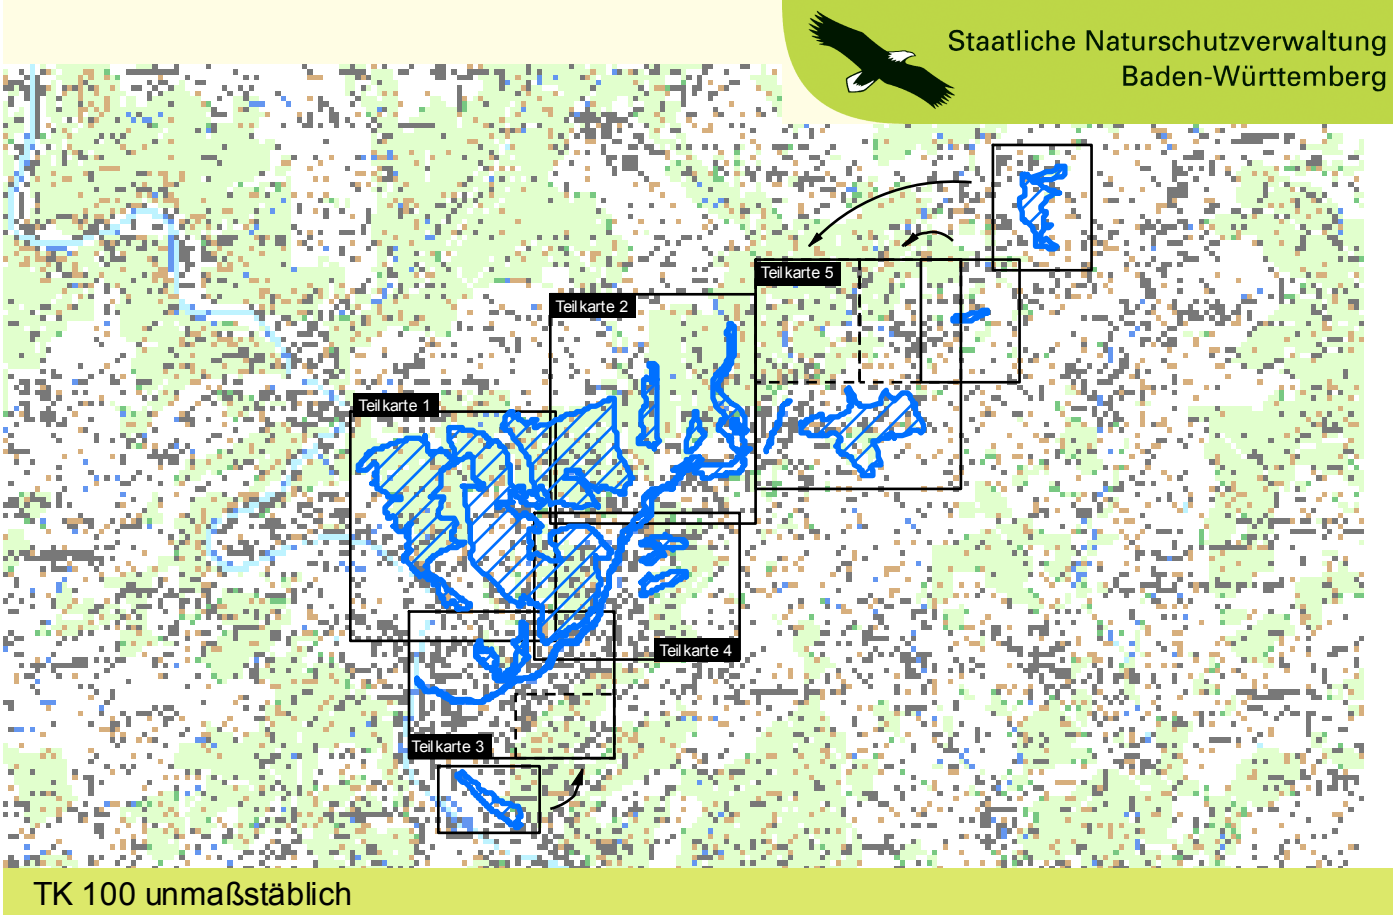 Staatliche Naturschutzverwaltung
Baden-Württemberg
Teilkarte 5
Teilkarte 2
Teilkarte 1
Teilkarte 4
Teilkarte 3
TK 100 unmaßstäblich